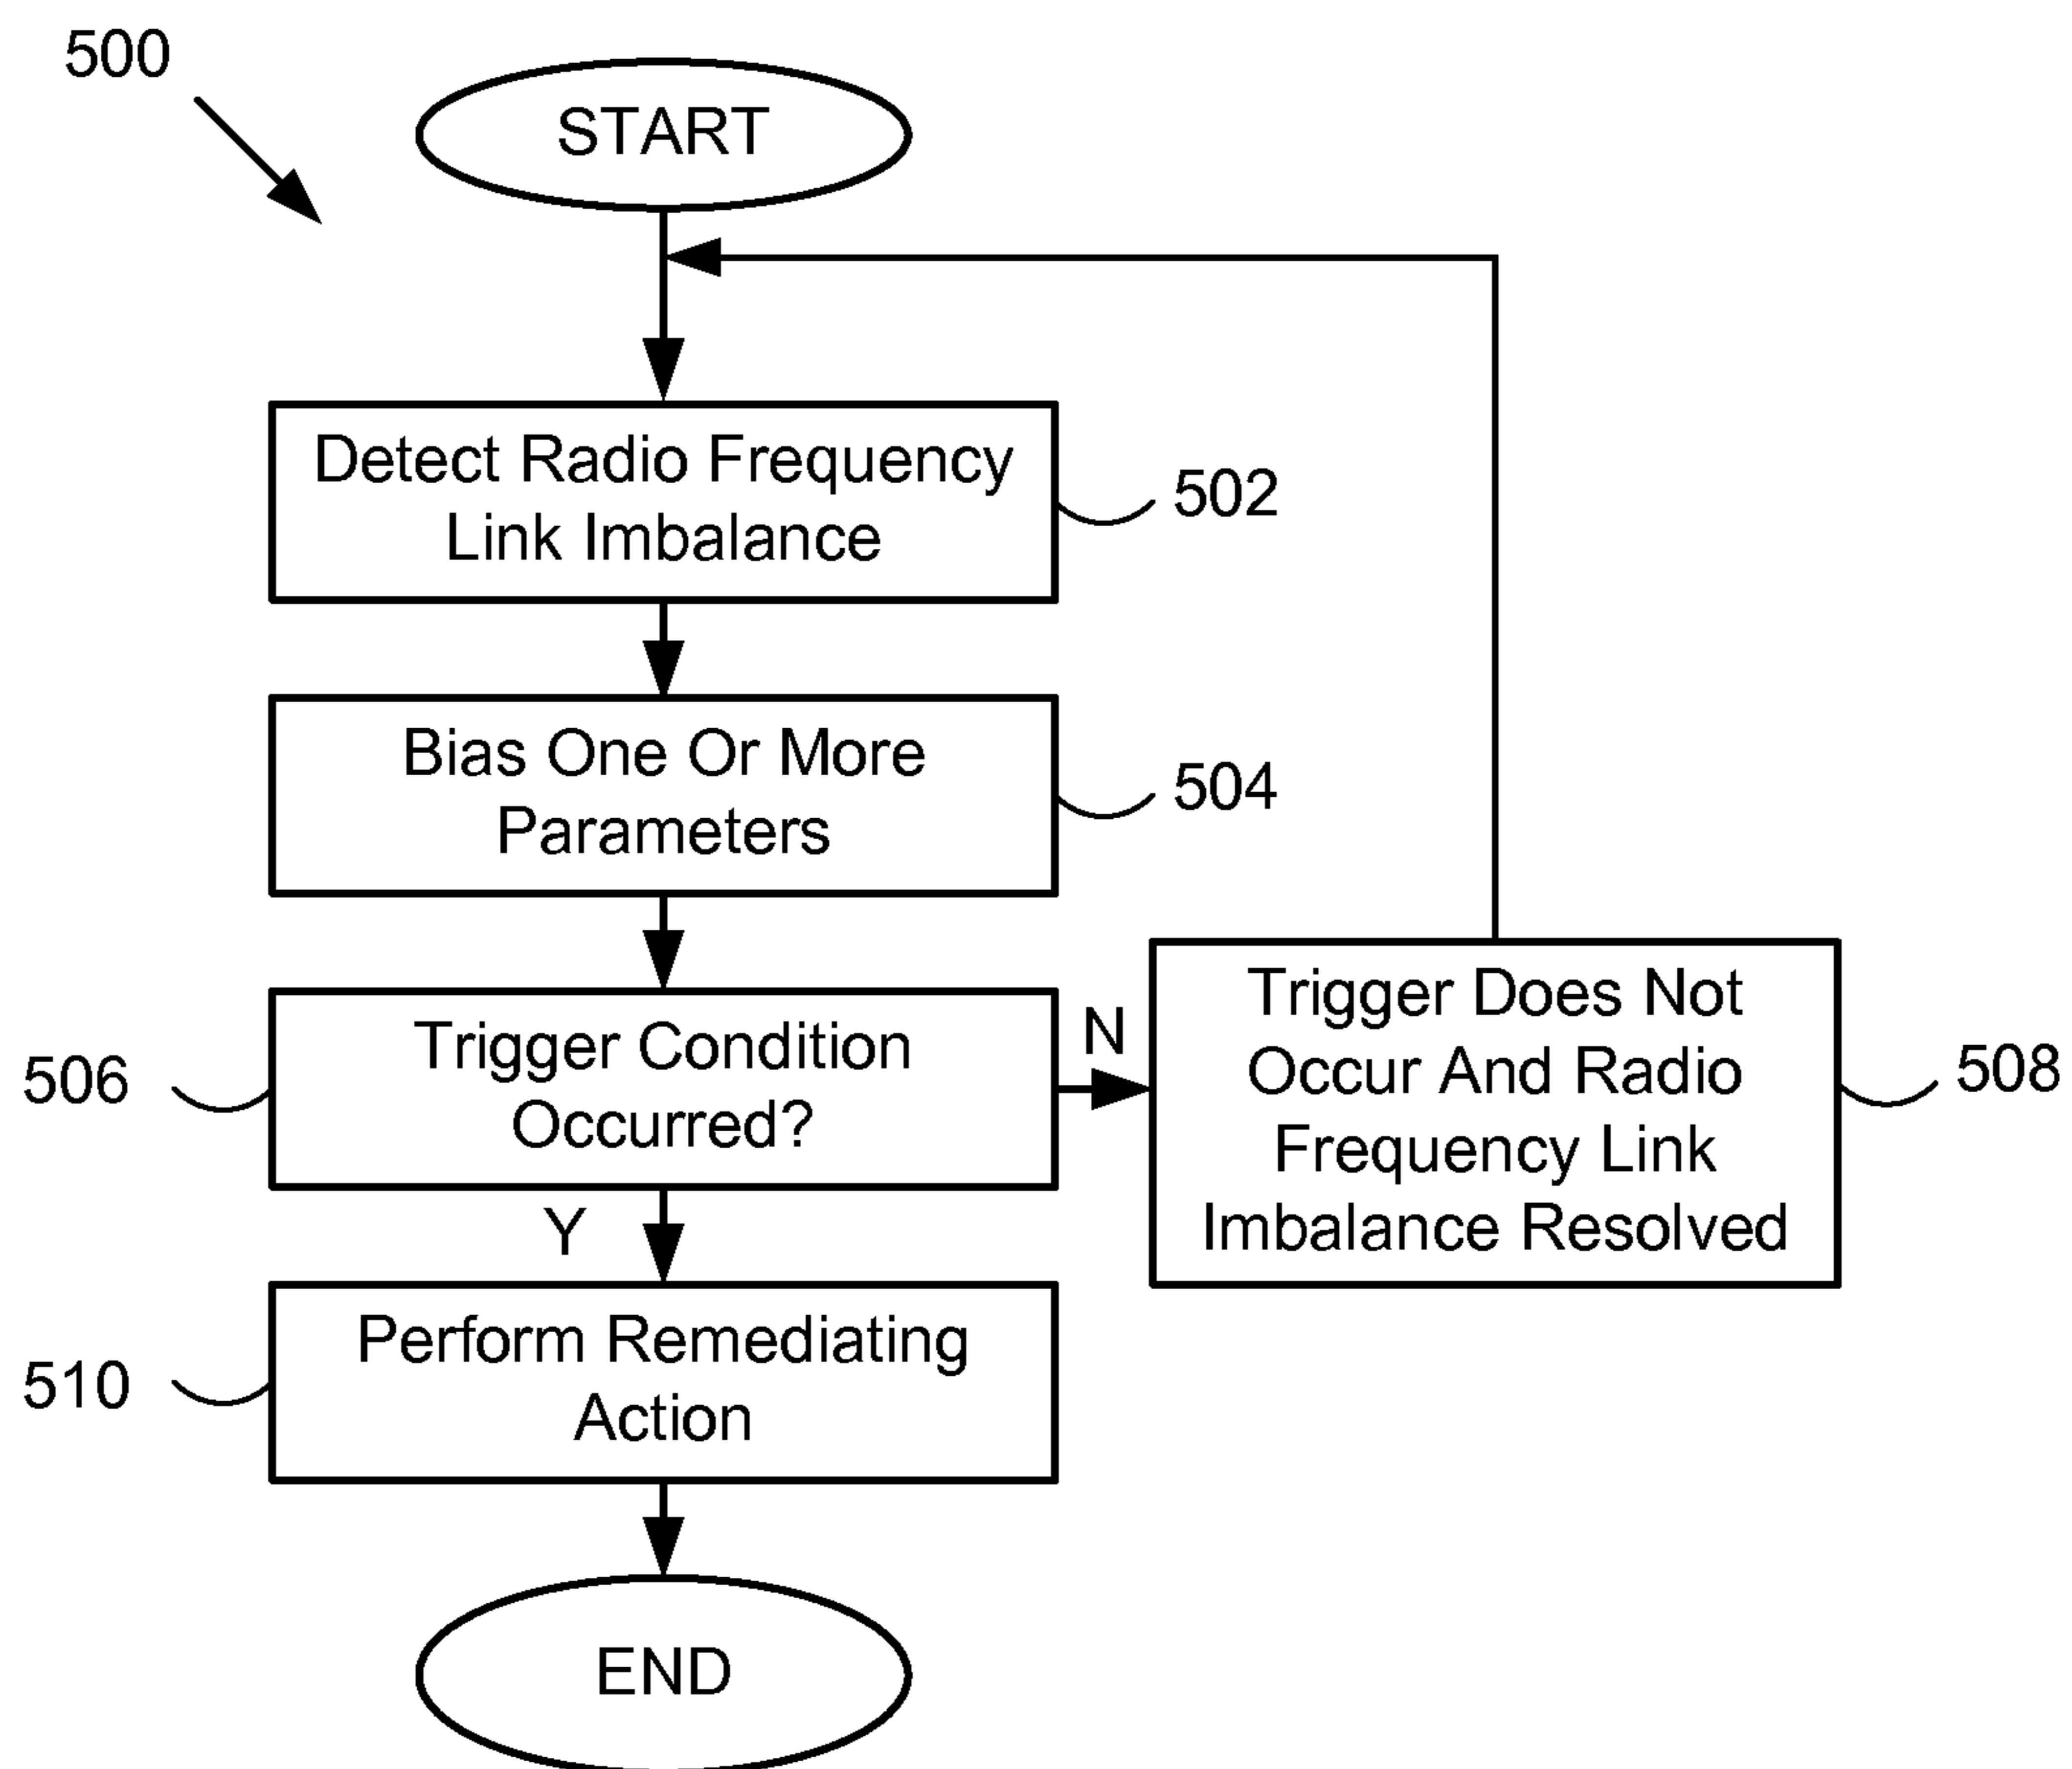 500
START
Detect Radio Frequency
Link Imbalance
502
Bias One Or More
Parameters
504
506
Trigger Condition
Occurred?
N
Trigger Does Not
Occur And Radio
Frequency Link
Imbalance Resolved
508
Y
510
Perform Remediating
Action
END